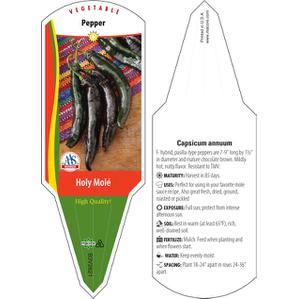 VEGETABLE
Pepper
AAS
WINNER
Holy Molé
High Quality!
Printed in U.S.A.
Capsicum annuum
F₁ hybrid, pasilla-type peppers are 7-9" long by 1½"
in diameter and mature chocolate brown. Mildly
hot, nutty flavor. Resistant to TMV.
MATURITY: Harvest in 85 days.
USES: Perfect for using in your favorite mole
sauce recipe. Also great fresh, dried, ground,
roasted or pickled
EXPOSURE: Full sun; protect from intense
afternoon sun.
SOIL: Best in warm (at least 65°F), rich,
well-drained soil.
FERTILIZE: Mulch. Feed when planting and
when flowers start.
WATER: Keep evenly moist.
SPACING: Plant 18-24" apart in rows 24-36"
apart.